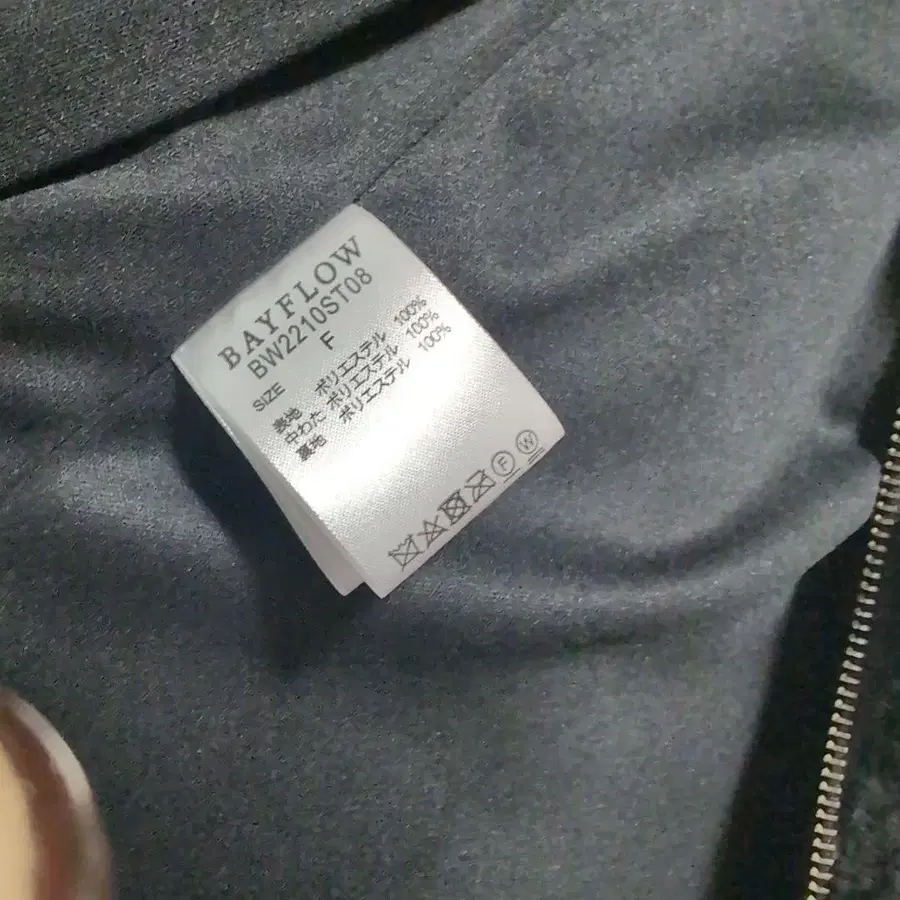 BAYFLOW
BW2210ST08
SIZE F
表地 ポリエステル 100%
中わた ポリエステル 100%
裏地 ポリエステル 100%
F W